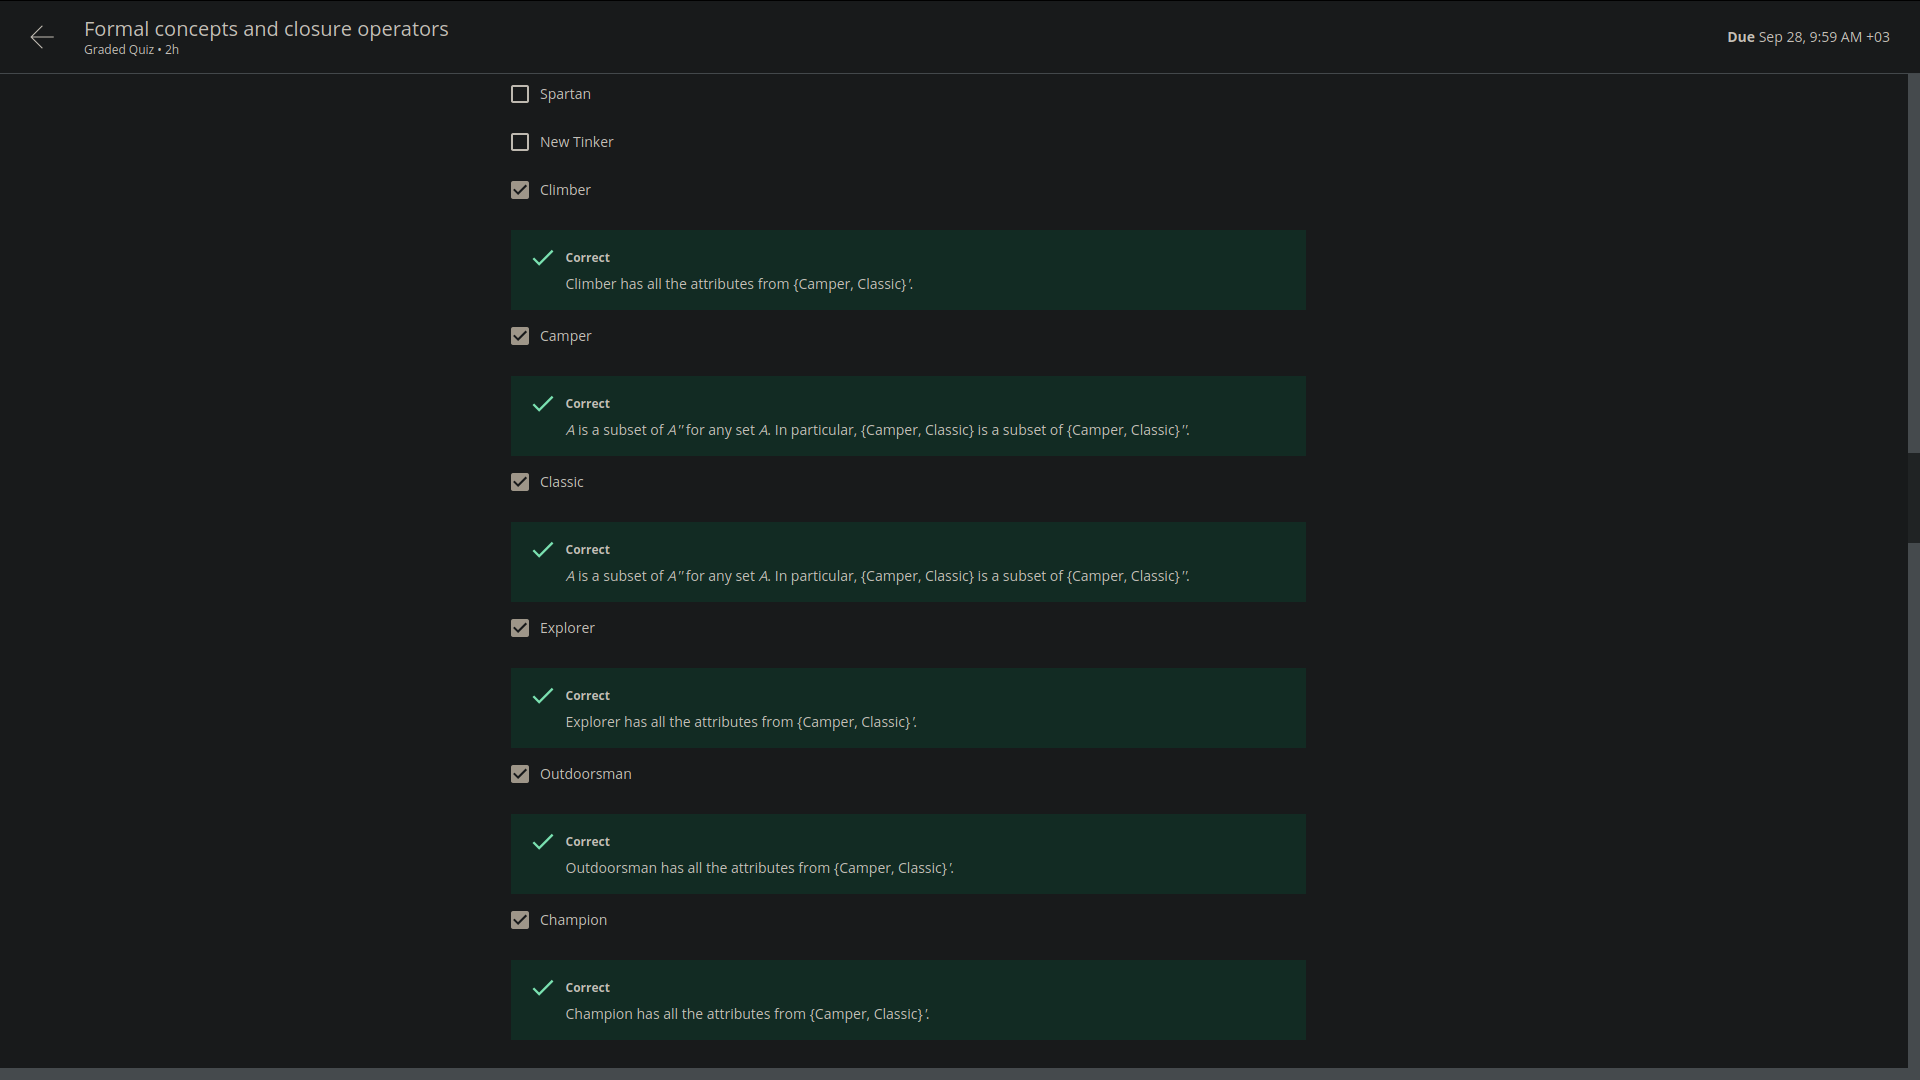 Formal concepts and closure operators
Graded Quiz • 2h
Due Sep 28, 9:59 AM +03
Spartan
New Tinker
Climber
Correct
Climber has all the attributes from {Camper, Classic}′.
Camper
Correct
A is a subset of A′′ for any set A. In particular, {Camper, Classic} is a subset of {Camper, Classic}′′.
Classic
Correct
A is a subset of A′′ for any set A. In particular, {Camper, Classic} is a subset of {Camper, Classic}′′.
Explorer
Correct
Explorer has all the attributes from {Camper, Classic}′.
Outdoorsman
Correct
Outdoorsman has all the attributes from {Camper, Classic}′.
Champion
Correct
Champion has all the attributes from {Camper, Classic}′.